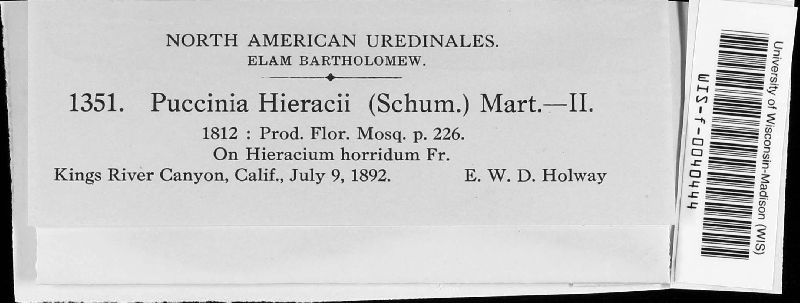 NORTH AMERICAN UREDINALES.
ELAM BARTHOLOMEW.
1351. Puccinia Hieracii (Schum.) Mart.—II.
1812 : Prod. Flor. Mosq. p. 226.
On Hieracium horridum Fr.
Kings River Canyon, Calif., July 9, 1892. E. W. D. Holway
University of Wisconsin-Madison (WIS)
WIS-f-0040444